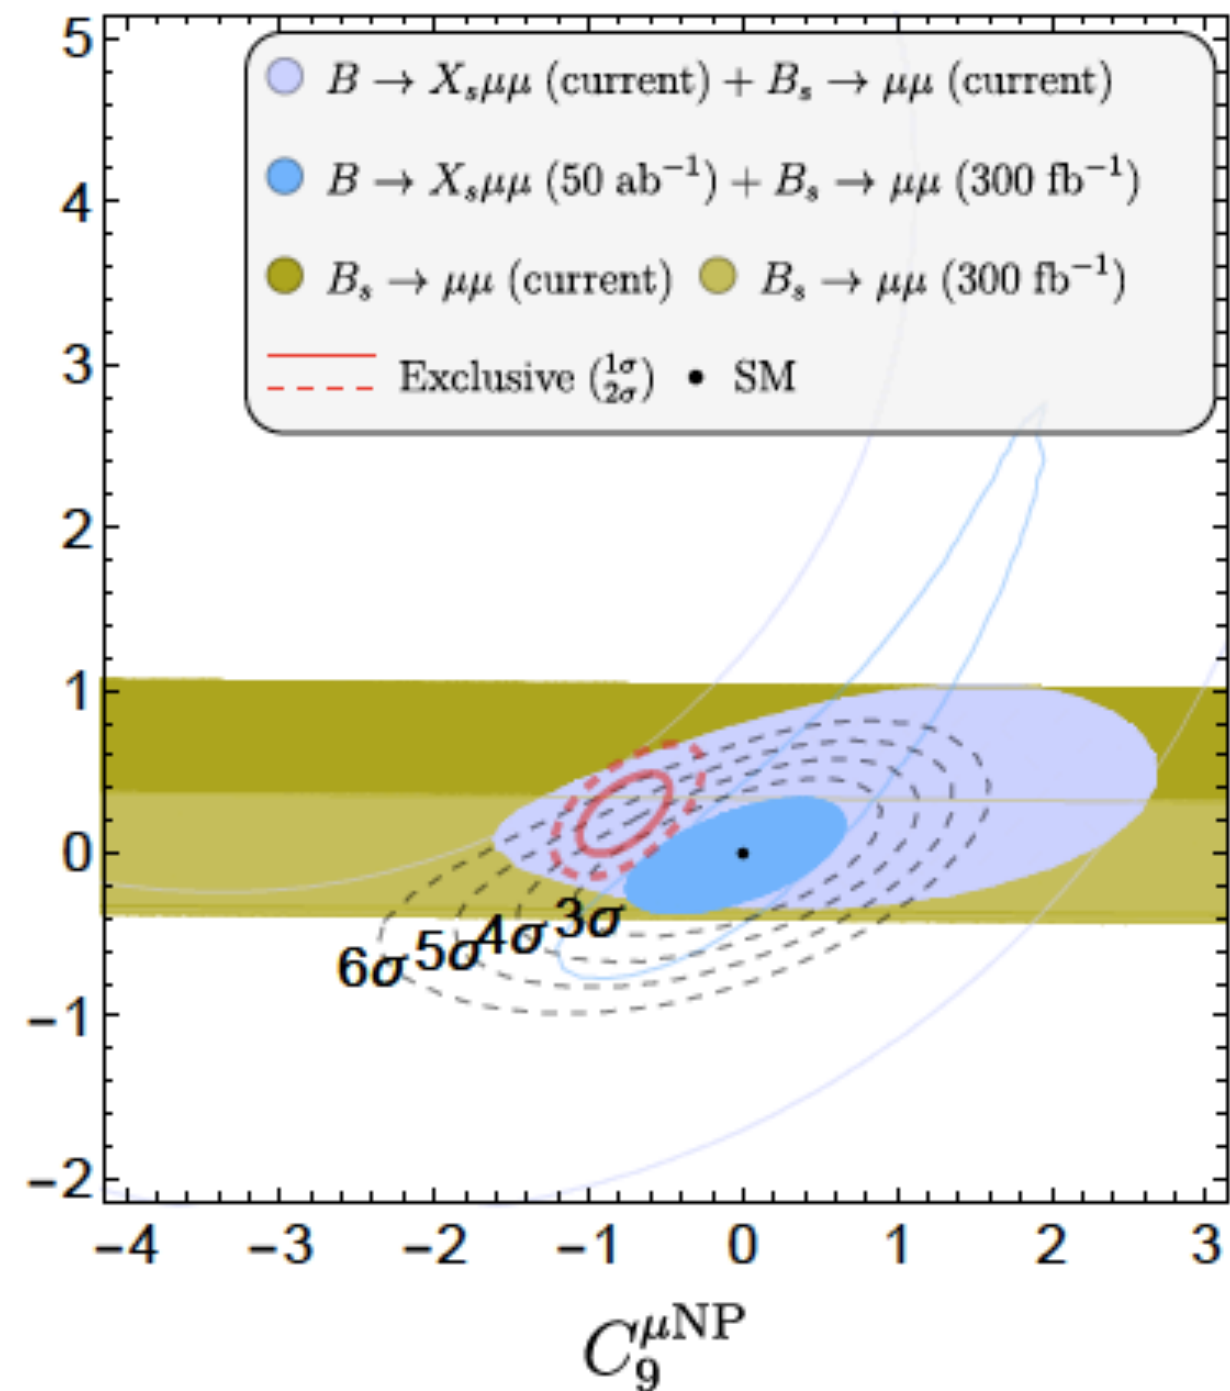 5
B → X_sμμ (current) + B_s → μμ (current)
B → X_sμμ (50 ab⁻¹) + B_s → μμ (300 fb⁻¹)
4
B_s → μμ (current) B_s → μμ (300 fb⁻¹)
3
Exclusive (1σ 2σ) • SM
2
1
0
3σ
4σ
5σ
6σ
−1
−2
−4 −3 −2 −1 0 1 2 3
C₉^μNP